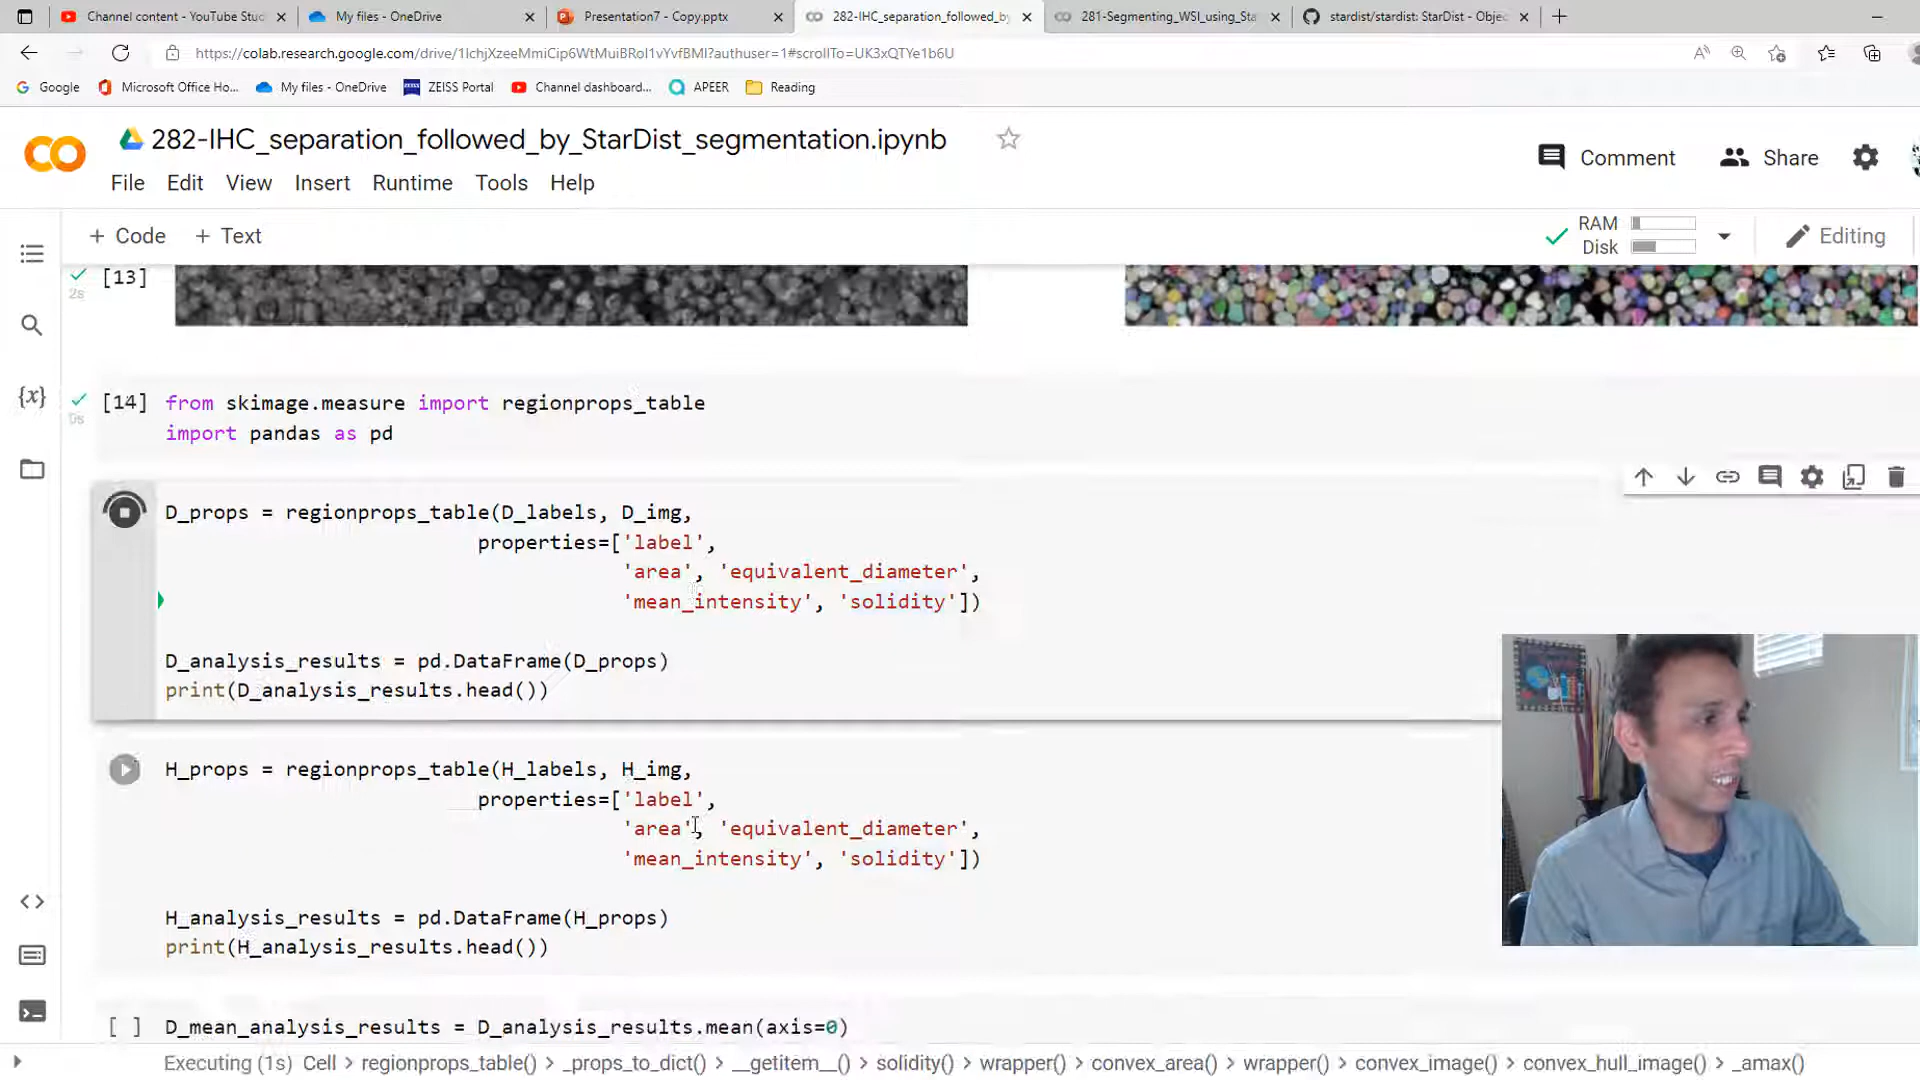 Channel content - YouTube Stud
My files - OneDrive
Presentation7 - Copy.pptx
282-IHC_separation_followed_by
281-Segmenting_WSI_using_Sta
stardist/stardist: StarDist - Objec
https://colab.research.google.com/drive/1IchjXzeeMmiCip6WtMuiBRoI1vYvfBMI?authuser=1#scrollTo=UK3xQTYe1b6U
Google
Microsoft Office Ho...
My files - OneDrive
ZEISS Portal
Channel dashboard...
APEER
Reading
282-IHC_separation_followed_by_StarDist_segmentation.ipynb
Comment
Share
File Edit View Insert Runtime Tools Help
+ Code + Text
RAM
Disk
Editing
[13]
2s
[14] from skimage.measure import regionprops_table
0s
import pandas as pd
D_props = regionprops_table(D_labels, D_img,
properties=['label',
'area', 'equivalent_diameter',
'mean_intensity', 'solidity'])
D_analysis_results = pd.DataFrame(D_props)
print(D_analysis_results.head())
H_props = regionprops_table(H_labels, H_img,
properties=['label',
'area', 'equivalent_diameter',
'mean_intensity', 'solidity'])
H_analysis_results = pd.DataFrame(H_props)
print(H_analysis_results.head())
[ ] D_mean_analysis_results = D_analysis_results.mean(axis=0)
Executing (1s) Cell > regionprops_table() > _props_to_dict() > __getitem__() > solidity() > wrapper() > convex_area() > wrapper() > convex_image() > convex_hull_image() > _amax()